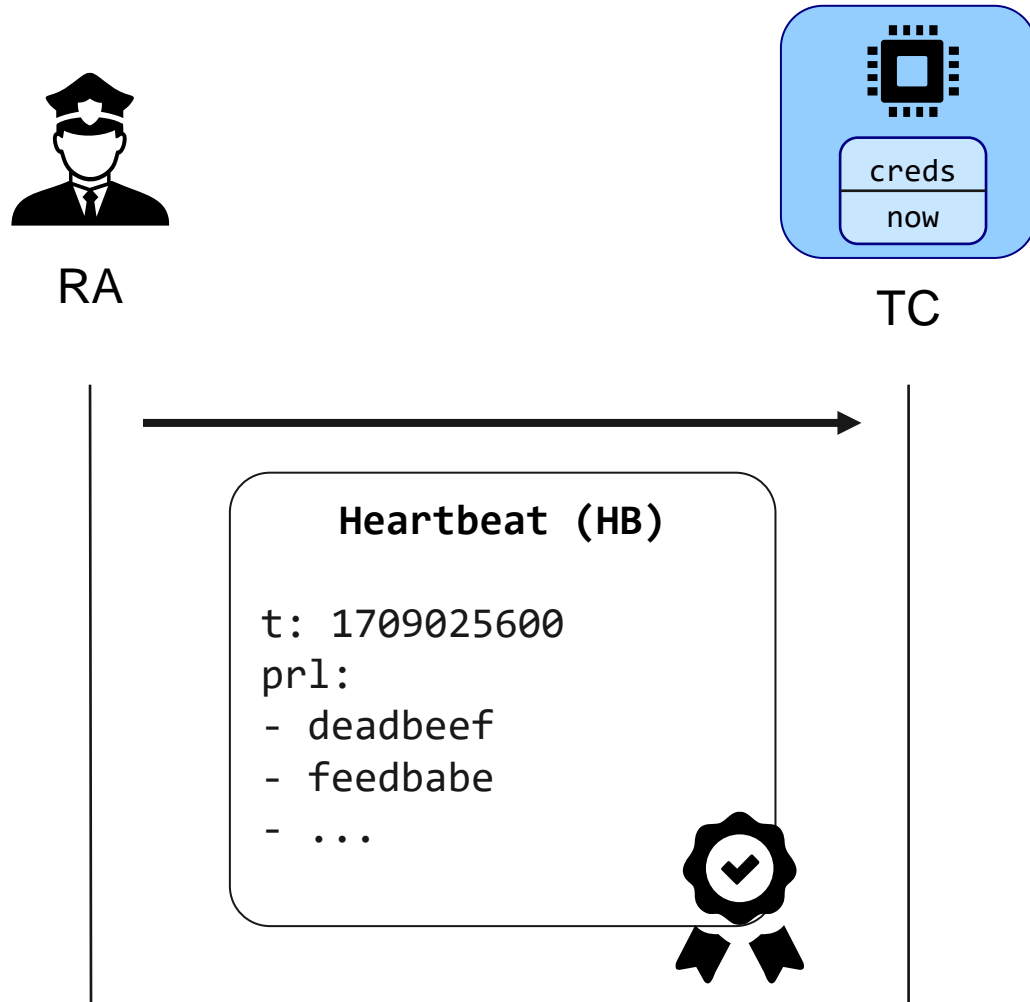 creds
now
RA
TC
Heartbeat (HB)
t: 1709025600
prl:
- deadbeef
- feedbabe
- ...